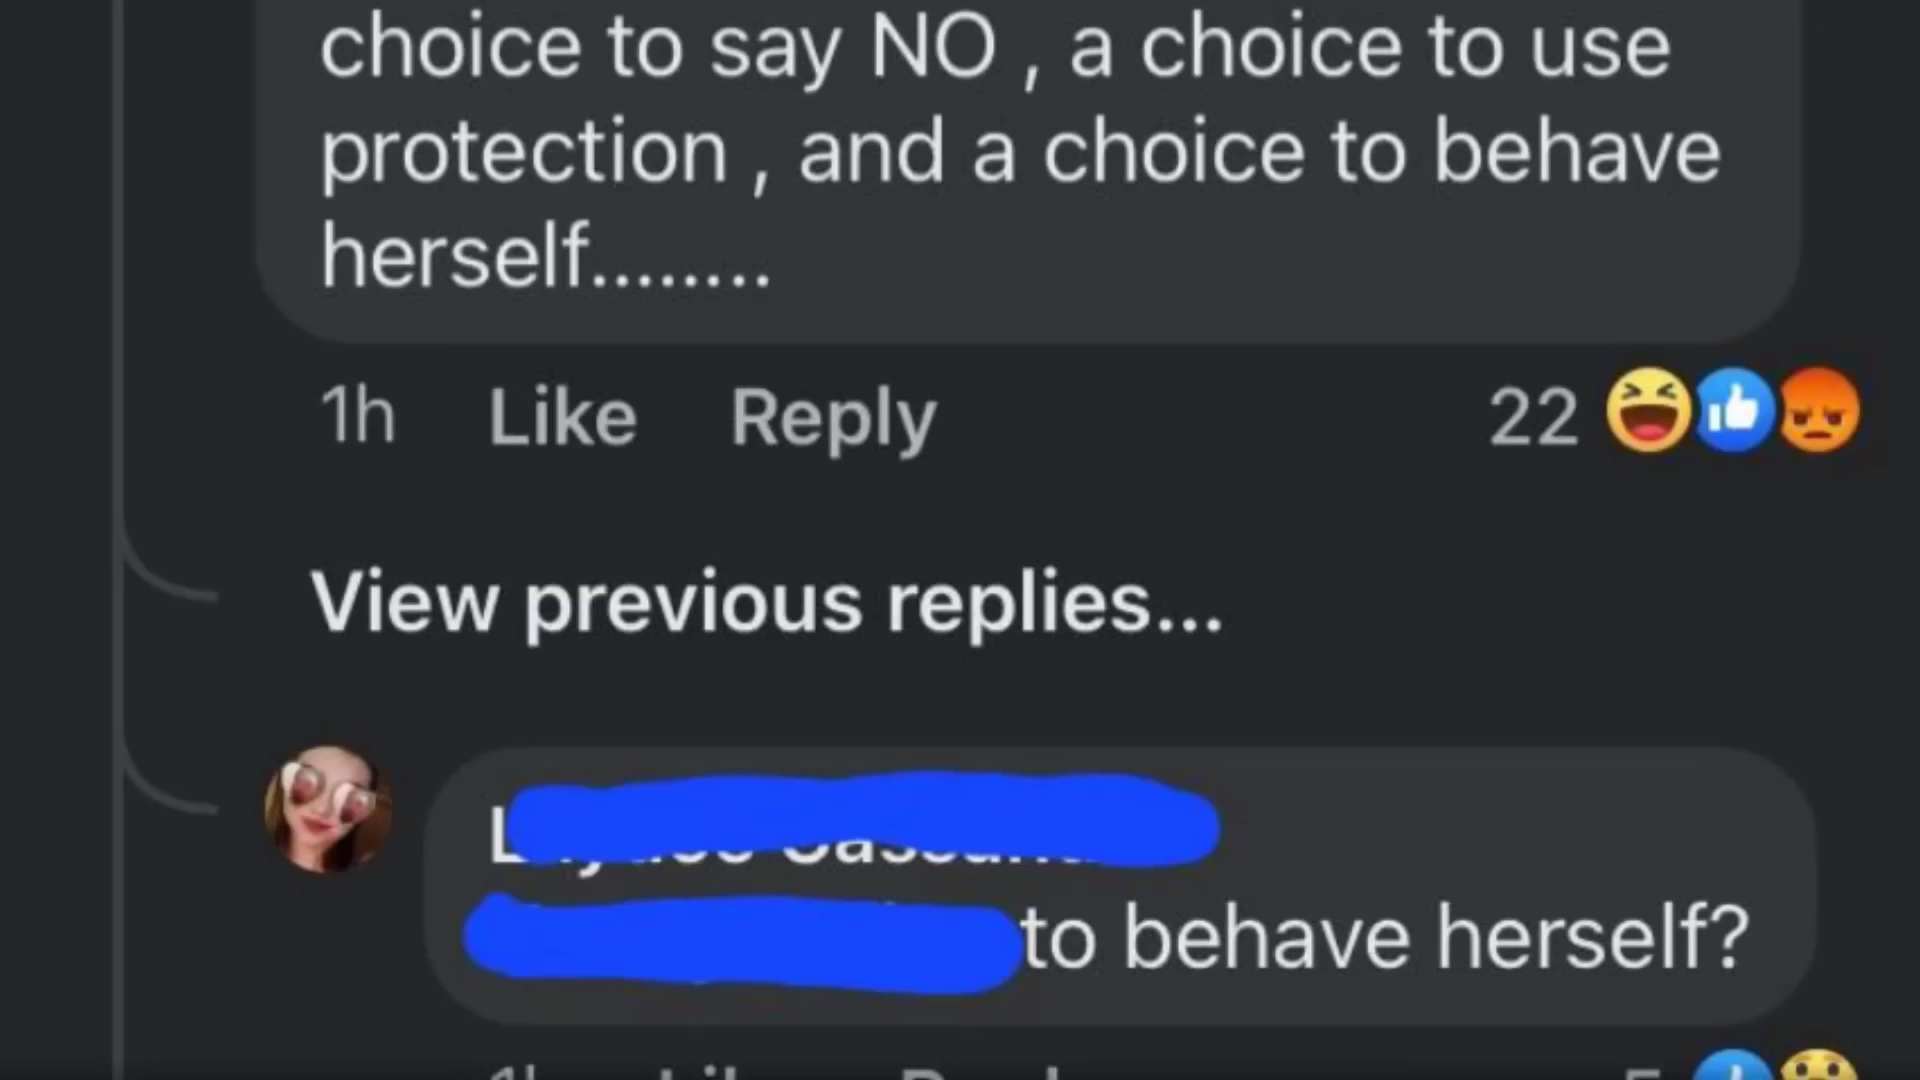 choice to say NO , a choice to use
protection , and a choice to behave
herself........
1h Like Reply 22
View previous replies...
to behave herself?